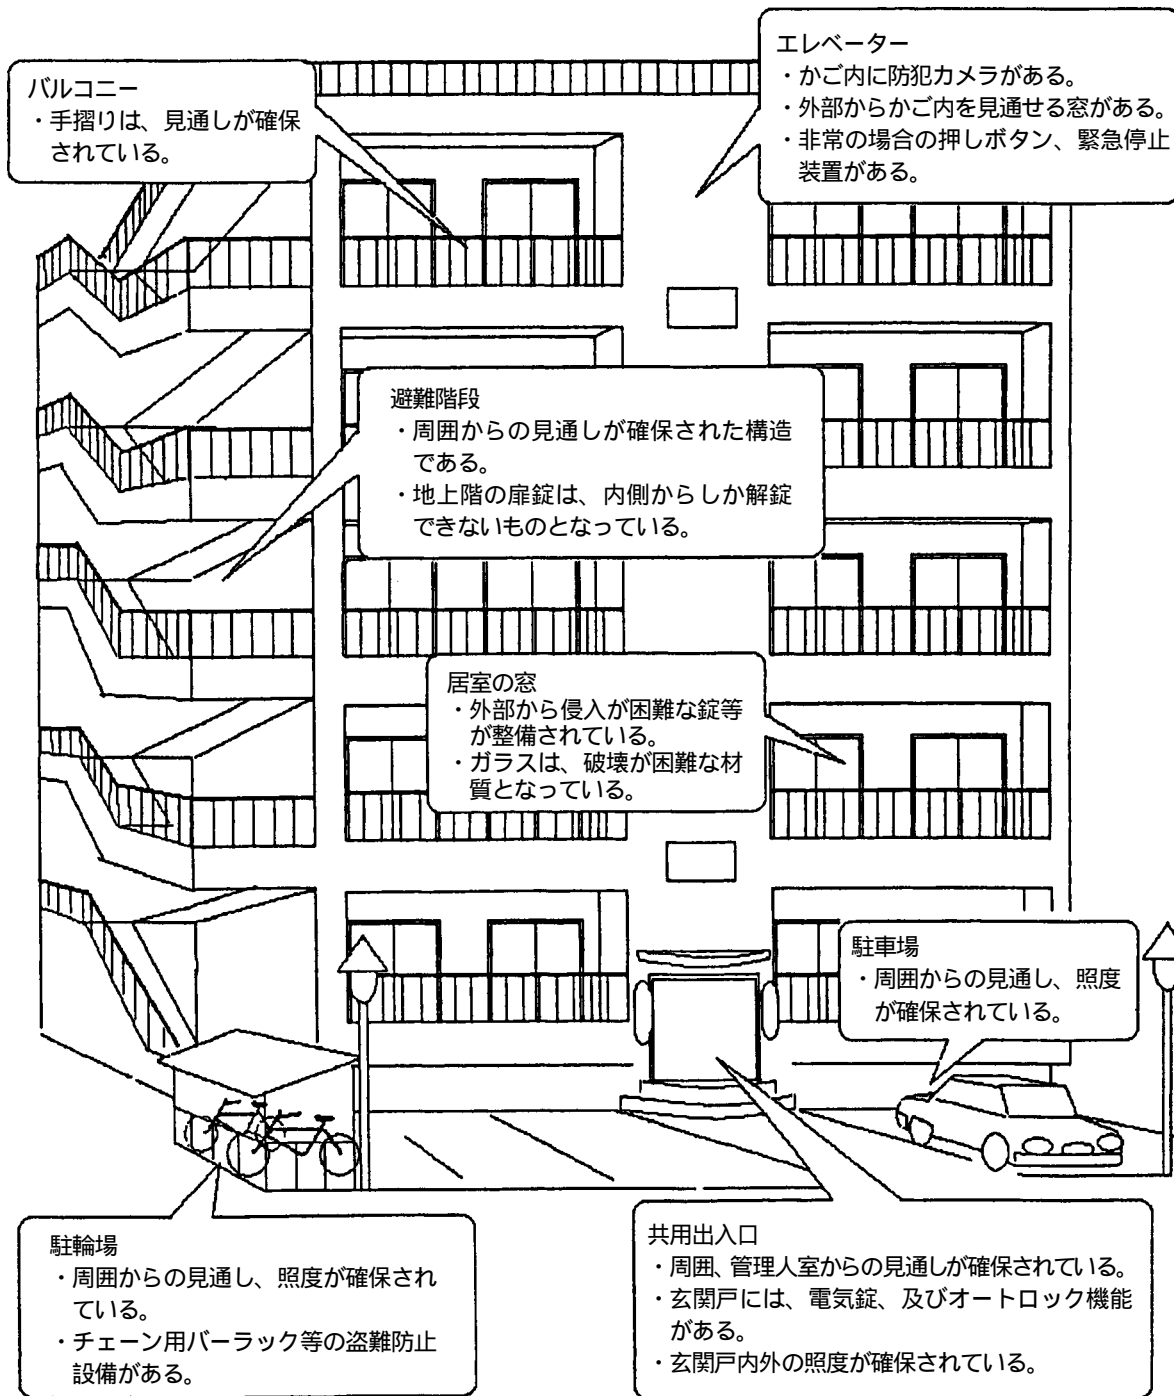 バルコニー
・手摺りは、見通しが確保
されている。
エレベーター
・かご内に防犯カメラがある。
・外部からかご内を見通せる窓がある。
・非常の場合の押しボタン、緊急停止
装置がある。
避難階段
・周囲からの見通しが確保された構造
である。
・地上階の扉錠は、内側からしか解錠
できないものとなっている。
居室の窓
・外部から侵入が困難な錠等
が整備されている。
・ガラスは、破壊が困難な材
質となっている。
駐車場
・周囲からの見通し、照度
が確保されている。
駐輪場
・周囲からの見通し、照度が確保され
ている。
・チェーン用バーラック等の盗難防止
設備がある。
共用出入口
・周囲、管理人室からの見通しが確保されている。
・玄関戸には、電気錠、及びオートロック機能
がある。
・玄関戸内外の照度が確保されている。